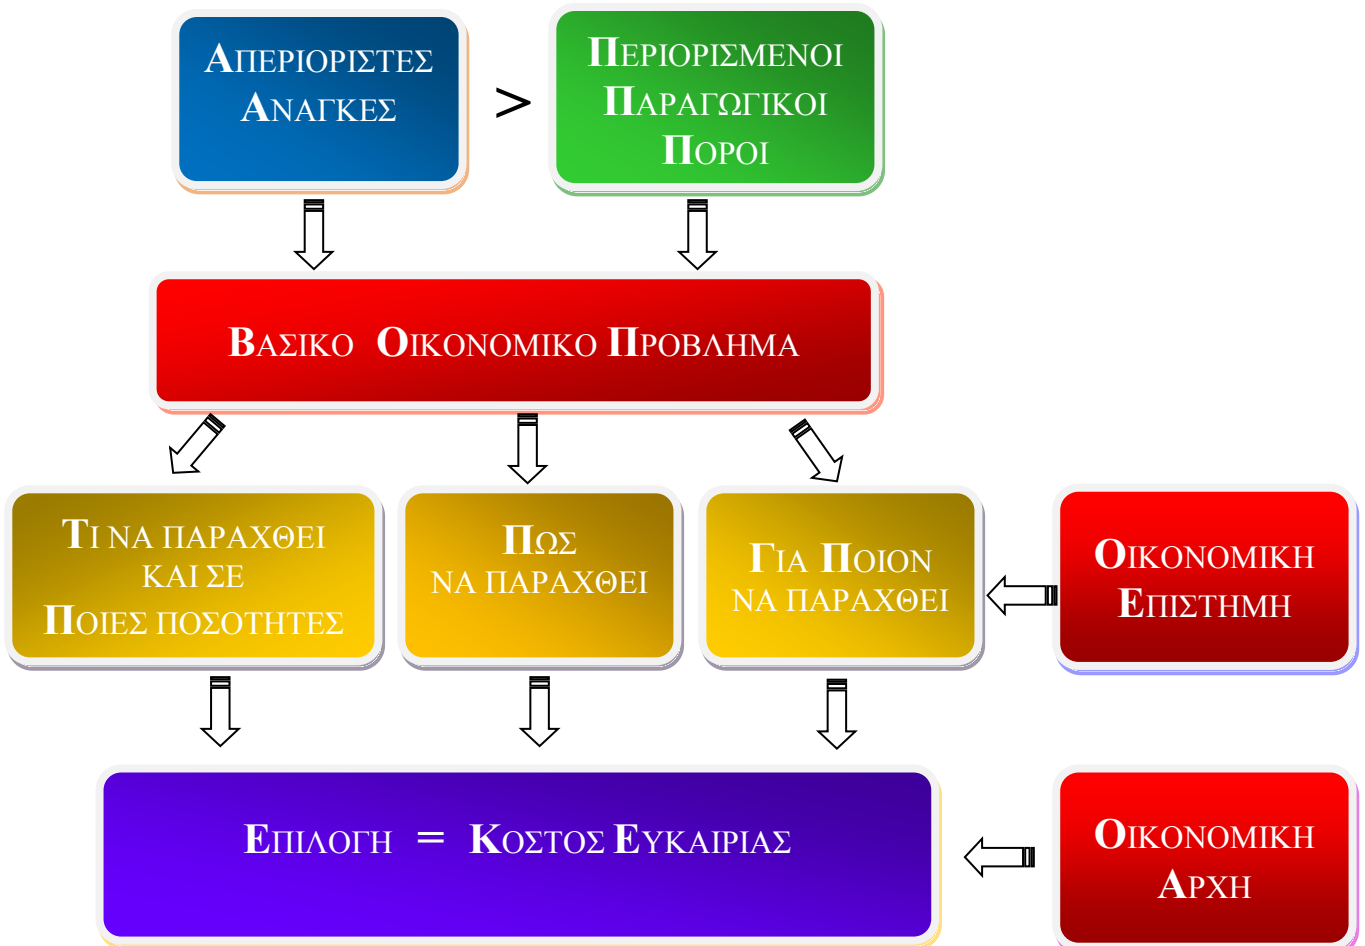 ΑΠΕΡΙΟΡΙΣΤΕΣ
ΑΝΑΓΚΕΣ
>
ΠΕΡΙΟΡΙΣΜΕΝΟΙ
ΠΑΡΑΓΩΓΙΚΟΙ
ΠΟΡΟΙ
ΒΑΣΙΚΟ ΟΙΚΟΝΟΜΙΚΟ ΠΡΟΒΛΗΜΑ
ΤΙ ΝΑ ΠΑΡΑΧΘΕΙ
ΚΑΙ ΣΕ
ΠΟΙΕΣ ΠΟΣΟΤΗΤΕΣ
ΠΩΣ
ΝΑ ΠΑΡΑΧΘΕΙ
ΓΙΑ ΠΟΙΟΝ
ΝΑ ΠΑΡΑΧΘΕΙ
ΟΙΚΟΝΟΜΙΚΗ
ΕΠΙΣΤΗΜΗ
ΕΠΙΛΟΓΗ = ΚΟΣΤΟΣ ΕΥΚΑΙΡΙΑΣ
ΟΙΚΟΝΟΜΙΚΗ
ΑΡΧΗ